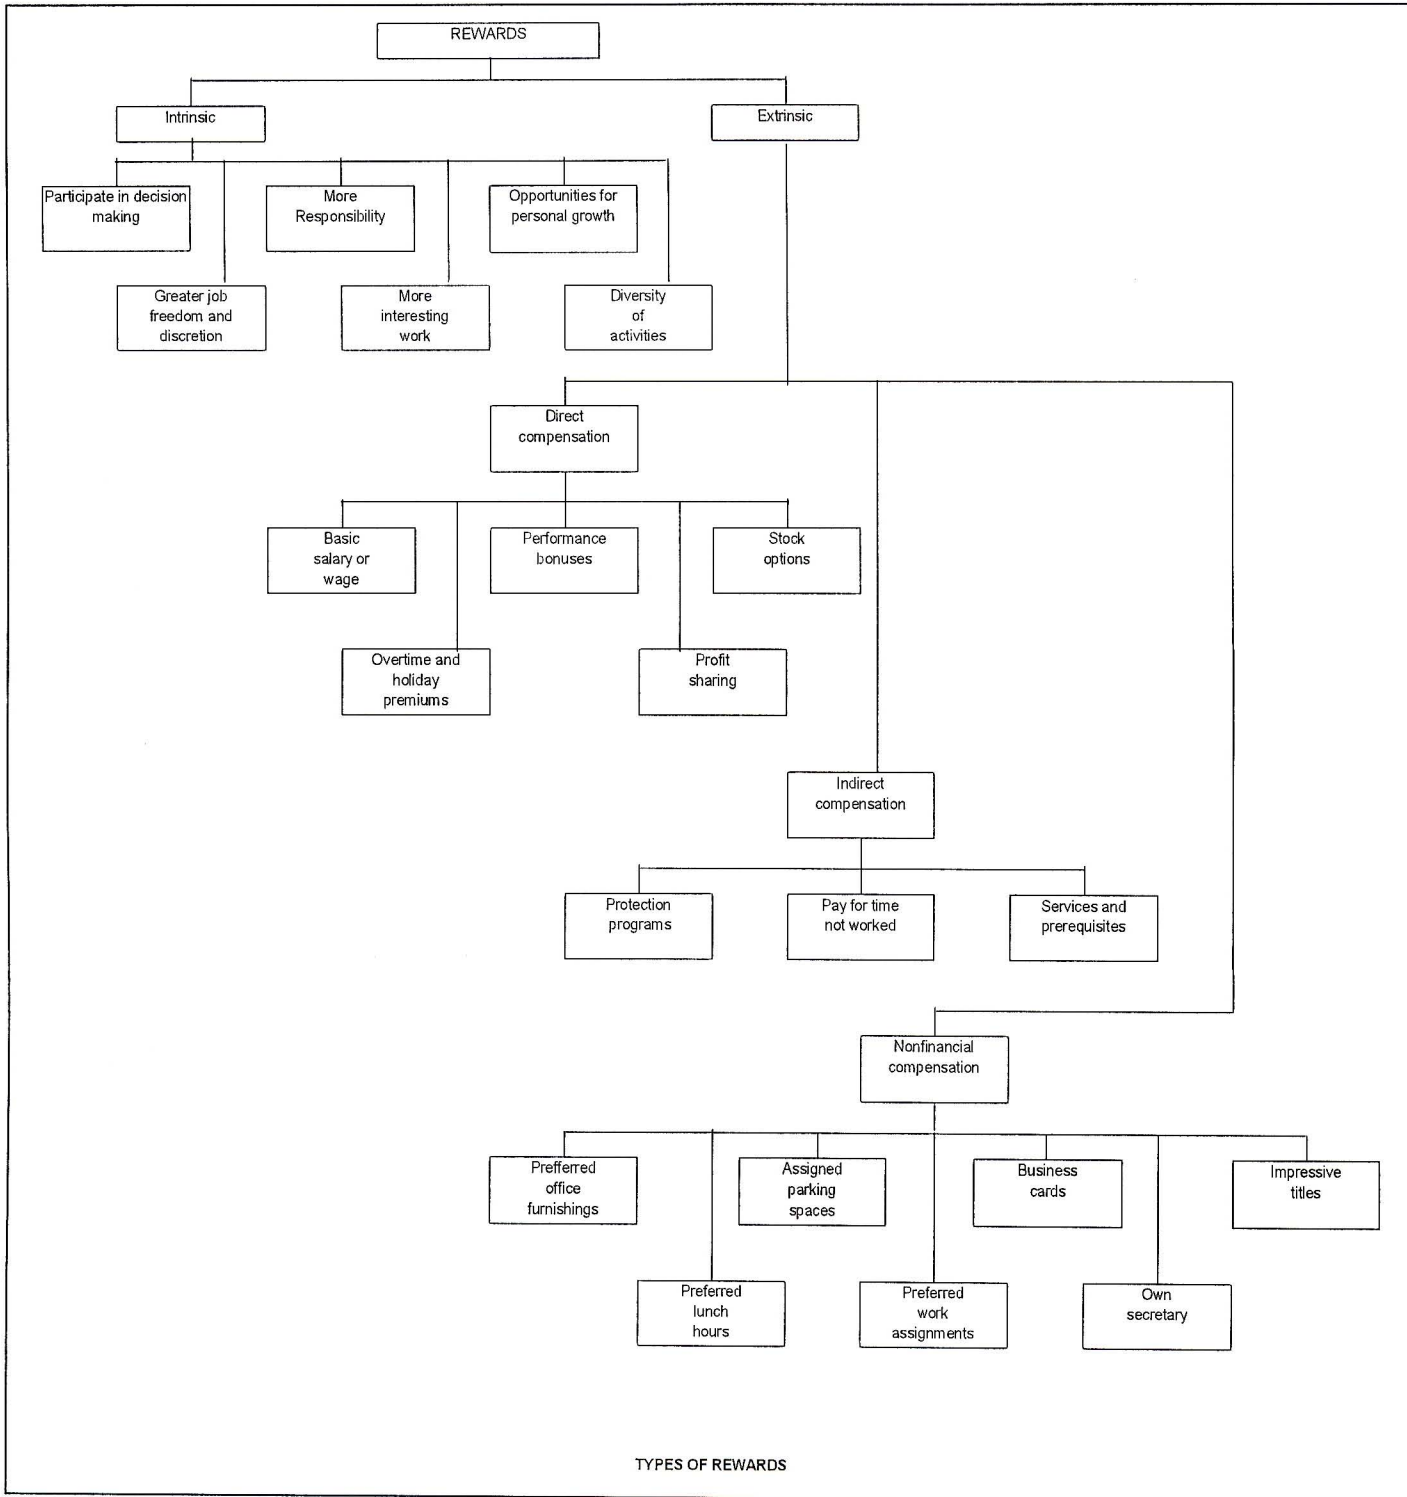 REWARDS
Intrinsic
Extrinsic
Participate in decision
making
More
Responsibility
Opportunities for
personal growth
Greater job
freedom and
discretion
More
interesting
work
Diversity
of
activities
Direct
compensation
Basic
salary or
wage
Performance
bonuses
Stock
options
Overtime and
holiday
premiums
Profit
sharing
Indirect
compensation
Protection
programs
Pay for time
not worked
Services and
prerequisites
Nonfinancial
compensation
Prefferred
office
furnishings
Assigned
parking
spaces
Business
cards
Impressive
titles
Preferred
lunch
hours
Preferred
work
assignments
Own
secretary
TYPES OF REWARDS